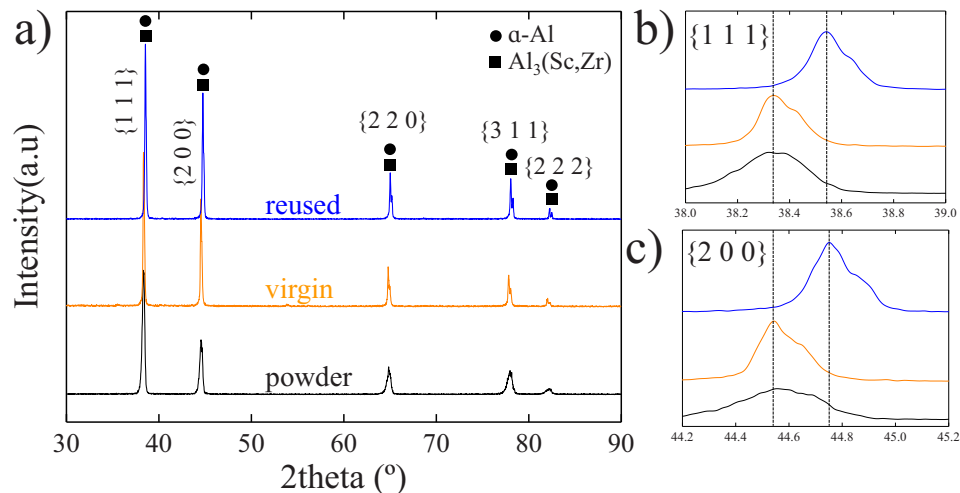 a)
● α-Al
■ Al₃(Sc,Zr)
{1 1 1}
{2 0 0}
{2 2 0}
{3 1 1}
{2 2 2}
reused
virgin
powder
Intensity(a.u)
30 40 50 60 70 80 90
2theta (º)
b)
{1 1 1}
38.0 38.2 38.4 38.6 38.8 39.0
c)
{2 0 0}
44.2 44.4 44.6 44.8 45.0 45.2